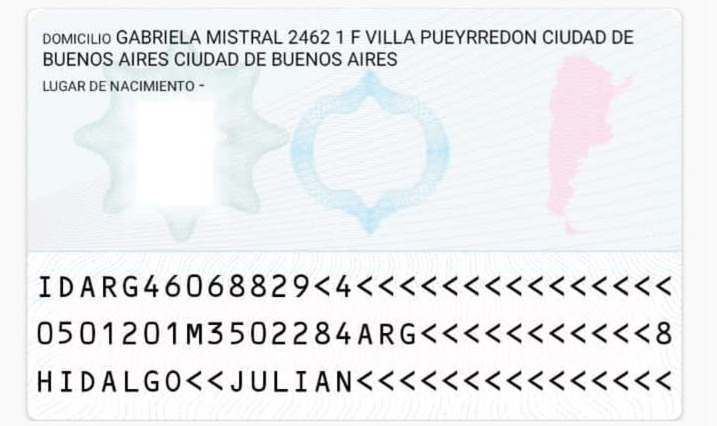 DOMICILIO GABRIELA MISTRAL 2462 1 F VILLA PUEYRREDON CIUDAD DE
BUENOS AIRES CIUDAD DE BUENOS AIRES
LUGAR DE NACIMIENTO -
IDARG46068829<4<<<<<<<<<<<<<<<
0501201M3502284ARG<<<<<<<<<<<8
HIDALGO<<JULIAN<<<<<<<<<<<<<<<